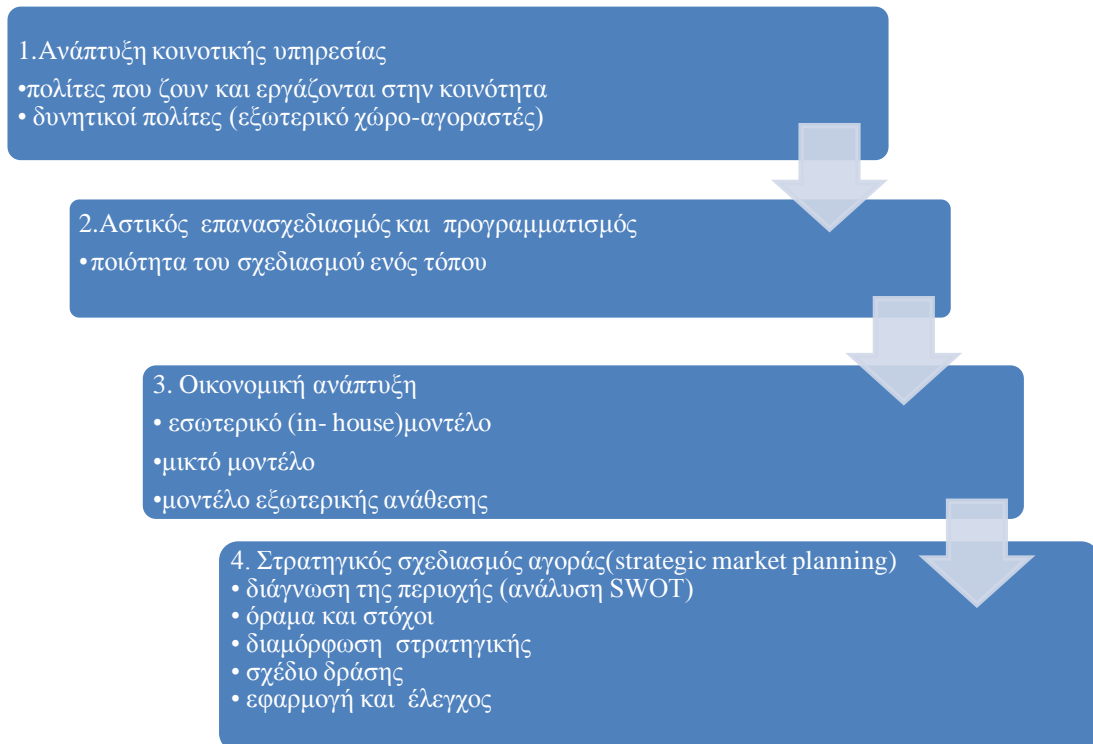 1.Ανάπτυξη κοινοτικής υπηρεσίας
•πολίτες που ζουν και εργάζονται στην κοινότητα
• δυνητικοί πολίτες (εξωτερικό χώρο-αγοραστές)
2.Αστικός επανασχεδιασμός και προγραμματισμός
•ποιότητα του σχεδιασμού ενός τόπου
3. Οικονομική ανάπτυξη
• εσωτερικό (in- house)μοντέλο
•μικτό μοντέλο
•μοντέλο εξωτερικής ανάθεσης
4. Στρατηγικός σχεδιασμός αγοράς(strategic market planning)
• διάγνωση της περιοχής (ανάλυση SWOT)
• όραμα και στόχοι
• διαμόρφωση στρατηγικής
• σχέδιο δράσης
• εφαρμογή και έλεγχος